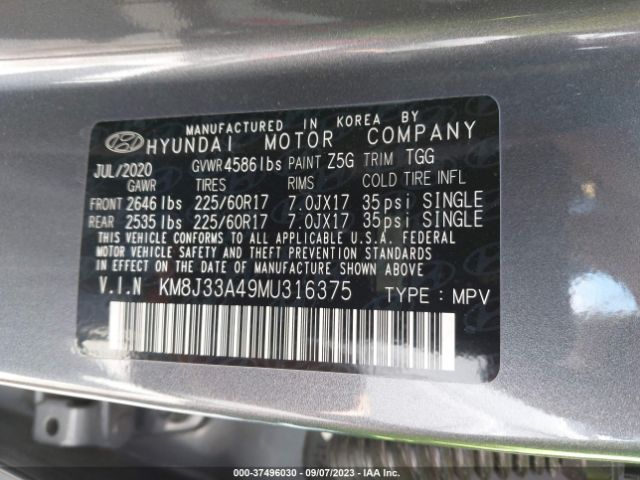 MANUFACTURED IN KOREA BY
HYUNDAI MOTOR COMPANY
JUL/2020 GVWR 4586 lbs PAINT Z5G TRIM TGG
GAWR TIRES RIMS COLD TIRE INFL
FRONT 2646 lbs 225/60R17 7.0JX17 35psi SINGLE
REAR 2535 lbs 225/60R17 7.0JX17 35psi SINGLE
THIS VEHICLE CONFORMS TO ALL APPLICABLE U.S.A. FEDERAL
MOTOR VEHICLE SAFETY AND THEFT PREVENTION STANDARDS
IN EFFECT ON THE DATE OF MANUFACTURE SHOWN ABOVE.
V.I.N KM8J33A49MU316375 TYPE : MPV
000-37496030 - 09/07/2023 - IAA Inc.